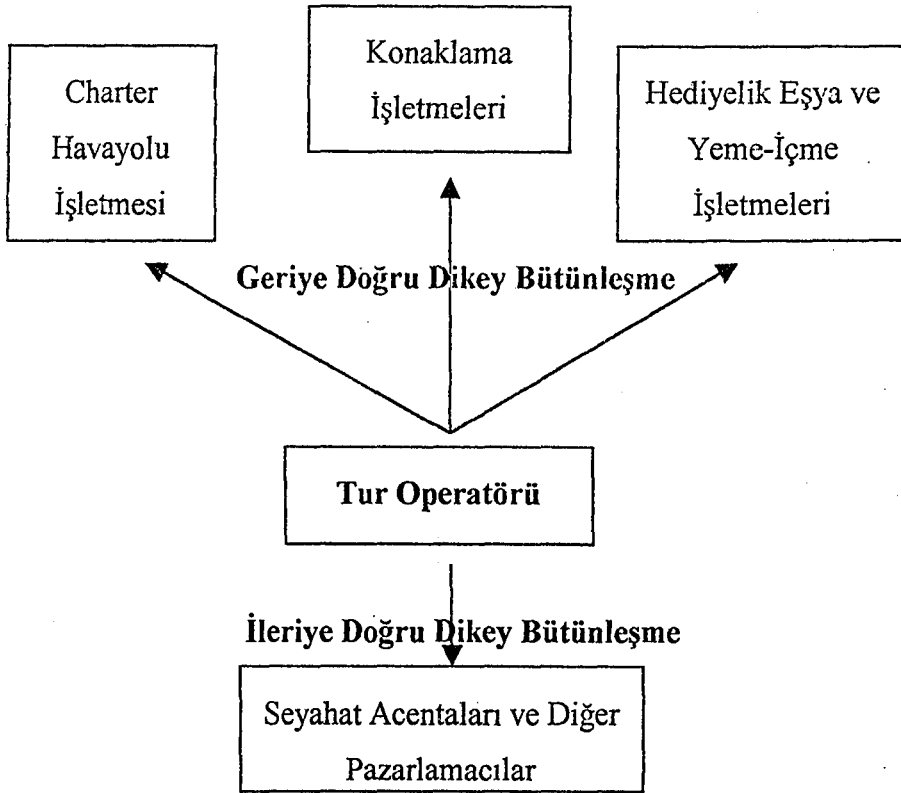 Charter
Havayolu
İşletmesi
Konaklama
İşletmeleri
Hediyelik Eşya ve
Yeme-İçme
İşletmeleri
Geriye Doğru Dikey Bütünleşme
Tur Operatörü
İleriye Doğru Dikey Bütünleşme
Seyahat Acentaları ve Diğer
Pazarlamacılar